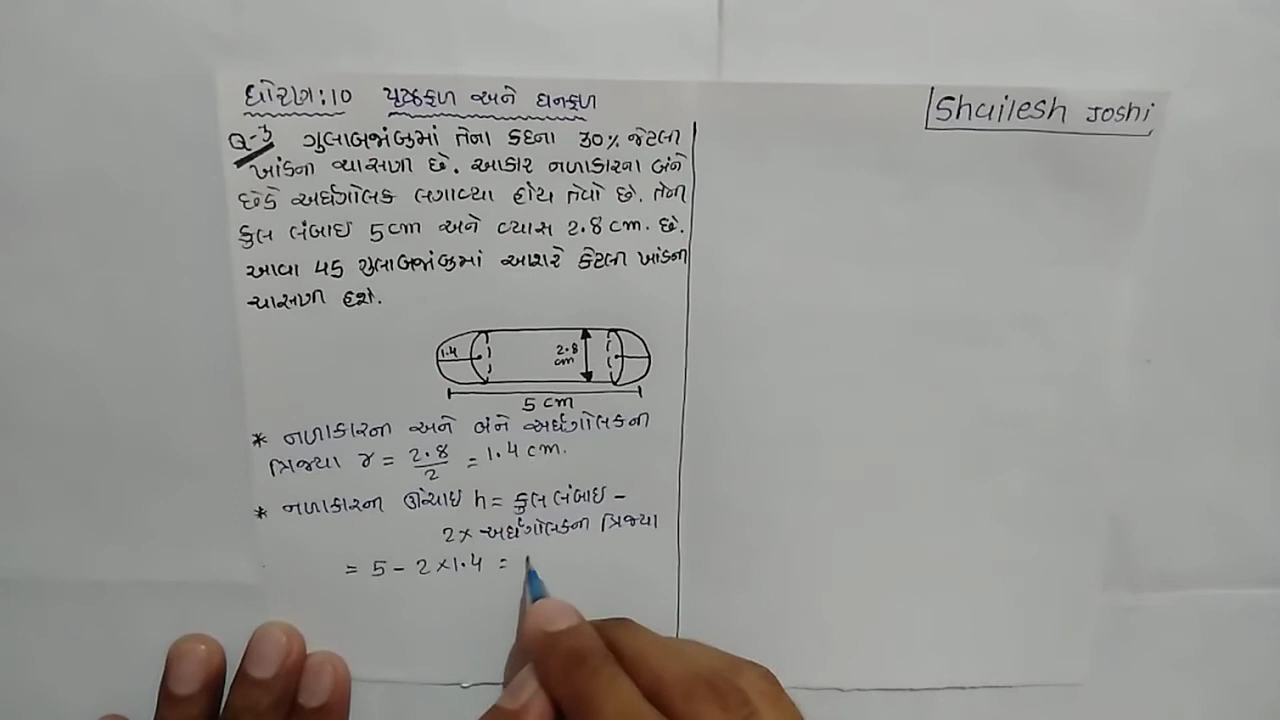 ધોરણ:10 પૃષ્ઠફળ અને ઘનફળ
Shailesh Joshi
Q-3 ગુલાબજાંબુમાં તેના કદના 30% જેટલી
ખાંડની ચાસણી છે. આકાર નળાકારના બંને
છેડે અર્ધગોલક લગાવ્યા હોય તેવો છે. તેની
કુલ લંબાઇ 5cm અને વ્યાસ 2.8 cm. છે.
આવા 45 ગુલાબજાંબુમાં આશરે કેટલી ખાંડની
ચાસણી હશે.
1.4
2.8
cm
5 cm
* નળાકારની અને બંને અર્ધગોલકની
ત્રિજ્યા r = 2.8/2 = 1.4 cm.
* નળાકારની ઊંચાઇ h = કુલ લંબાઇ -
2 × અર્ધગોલકની ત્રિજ્યા
= 5 - 2 × 1.4 =